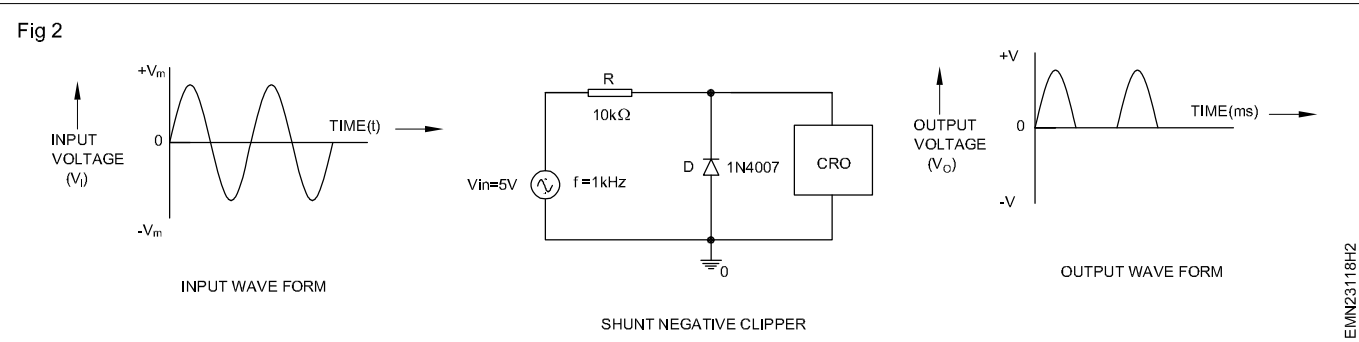 Fig 2
+Vm
INPUT
VOLTAGE
(VI)
0
TIME(t)
-Vm
INPUT WAVE FORM
R
10kΩ
Vin=5V
f=1kHz
D
1N4007
CRO
0
SHUNT NEGATIVE CLIPPER
+V
OUTPUT
VOLTAGE
(VO)
0
TIME(ms)
-V
OUTPUT WAVE FORM
EMN23118H2